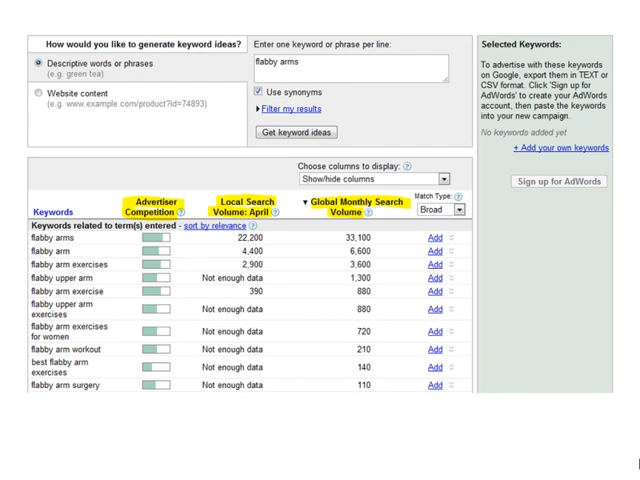 How would you like to generate keyword ideas?
Descriptive words or phrases
(e.g. green tea)
Website content
(e.g. www.example.com/product?id=74893)
Enter one keyword or phrase per line:
flabby arms
Use synonyms
Filter my results
Get keyword ideas
Selected Keywords:
To advertise with these keywords
on Google, export them in TEXT or
CSV format. Click 'Sign up for
AdWords' to create your AdWords
account, then paste the keywords
into your new campaign.
No keywords added yet
+ Add your own keywords
Sign up for AdWords
Choose columns to display: ?
Show/hide columns
Keywords
Advertiser
Competition ?
Local Search
Volume: April ?
Global Monthly Search
Volume ?
Match Type: ?
Broad
Keywords related to term(s) entered - sort by relevance ?
flabby arms 22,200 33,100 Add
flabby arm 4,400 6,600 Add
flabby arm exercises 2,900 3,600 Add
flabby upper arm Not enough data 1,300 Add
flabby arm exercise 390 880 Add
flabby upper arm
exercises Not enough data 880 Add
flabby arm exercises
for women Not enough data 720 Add
flabby arm workout Not enough data 210 Add
best flabby arm
exercises Not enough data 140 Add
flabby arm surgery Not enough data 110 Add